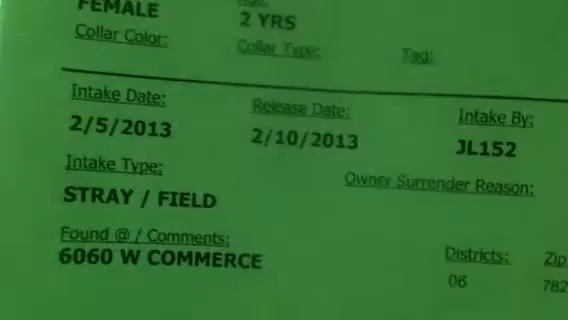 FEMALE
2 YRS
Collar Color:
Collar Type:
Tag:
Intake Date:
Release Date:
Intake By:
2/5/2013
2/10/2013
JL152
Intake Type:
Owner Surrender Reason:
STRAY / FIELD
Found @ / Comments:
Districts:
Zip
6060 W COMMERCE
06
782